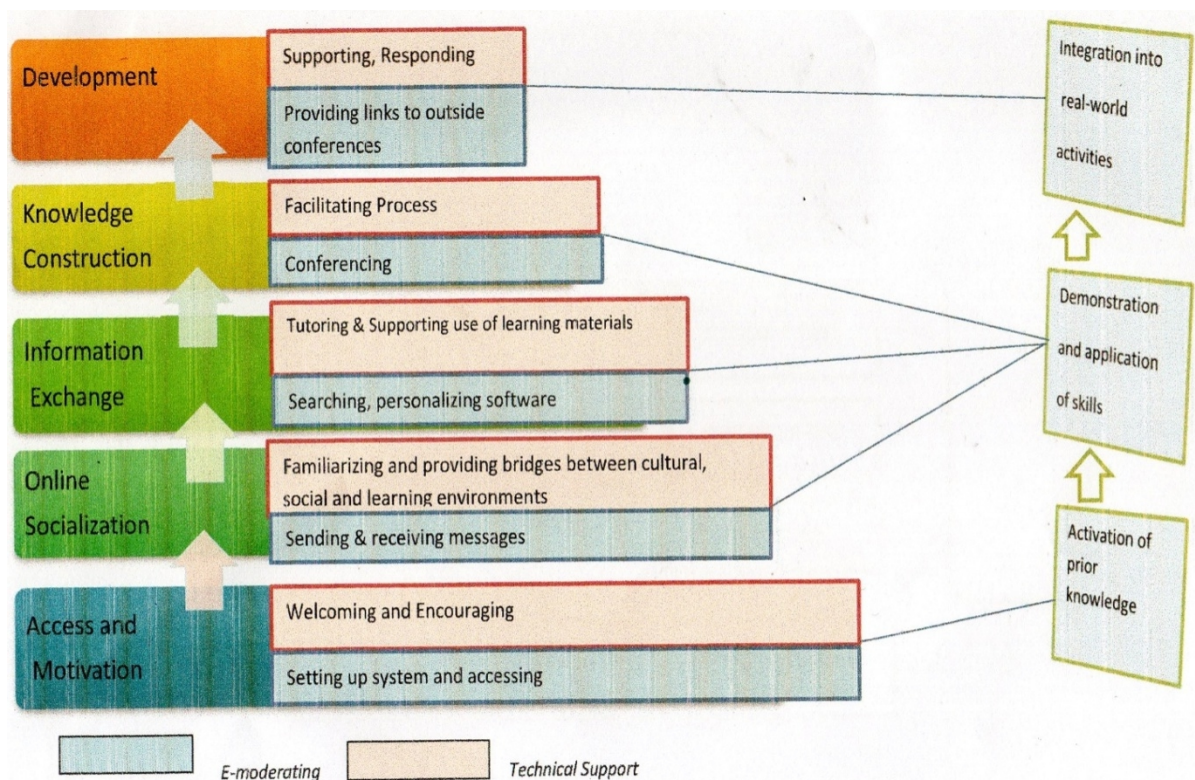 Development
Supporting, Responding
Providing links to outside
conferences
Knowledge
Construction
Facilitating Process
Conferencing
Information
Exchange
Tutoring & Supporting use of learning materials
Searching, personalizing software
Online
Socialization
Familiarizing and providing bridges between cultural,
social and learning environments
Sending & receiving messages
Access and
Motivation
Welcoming and Encouraging
Setting up system and accessing
Integration into
real-world
activities
Demonstration
and application
of skills
Activation of
prior
knowledge
E-moderating
Technical Support